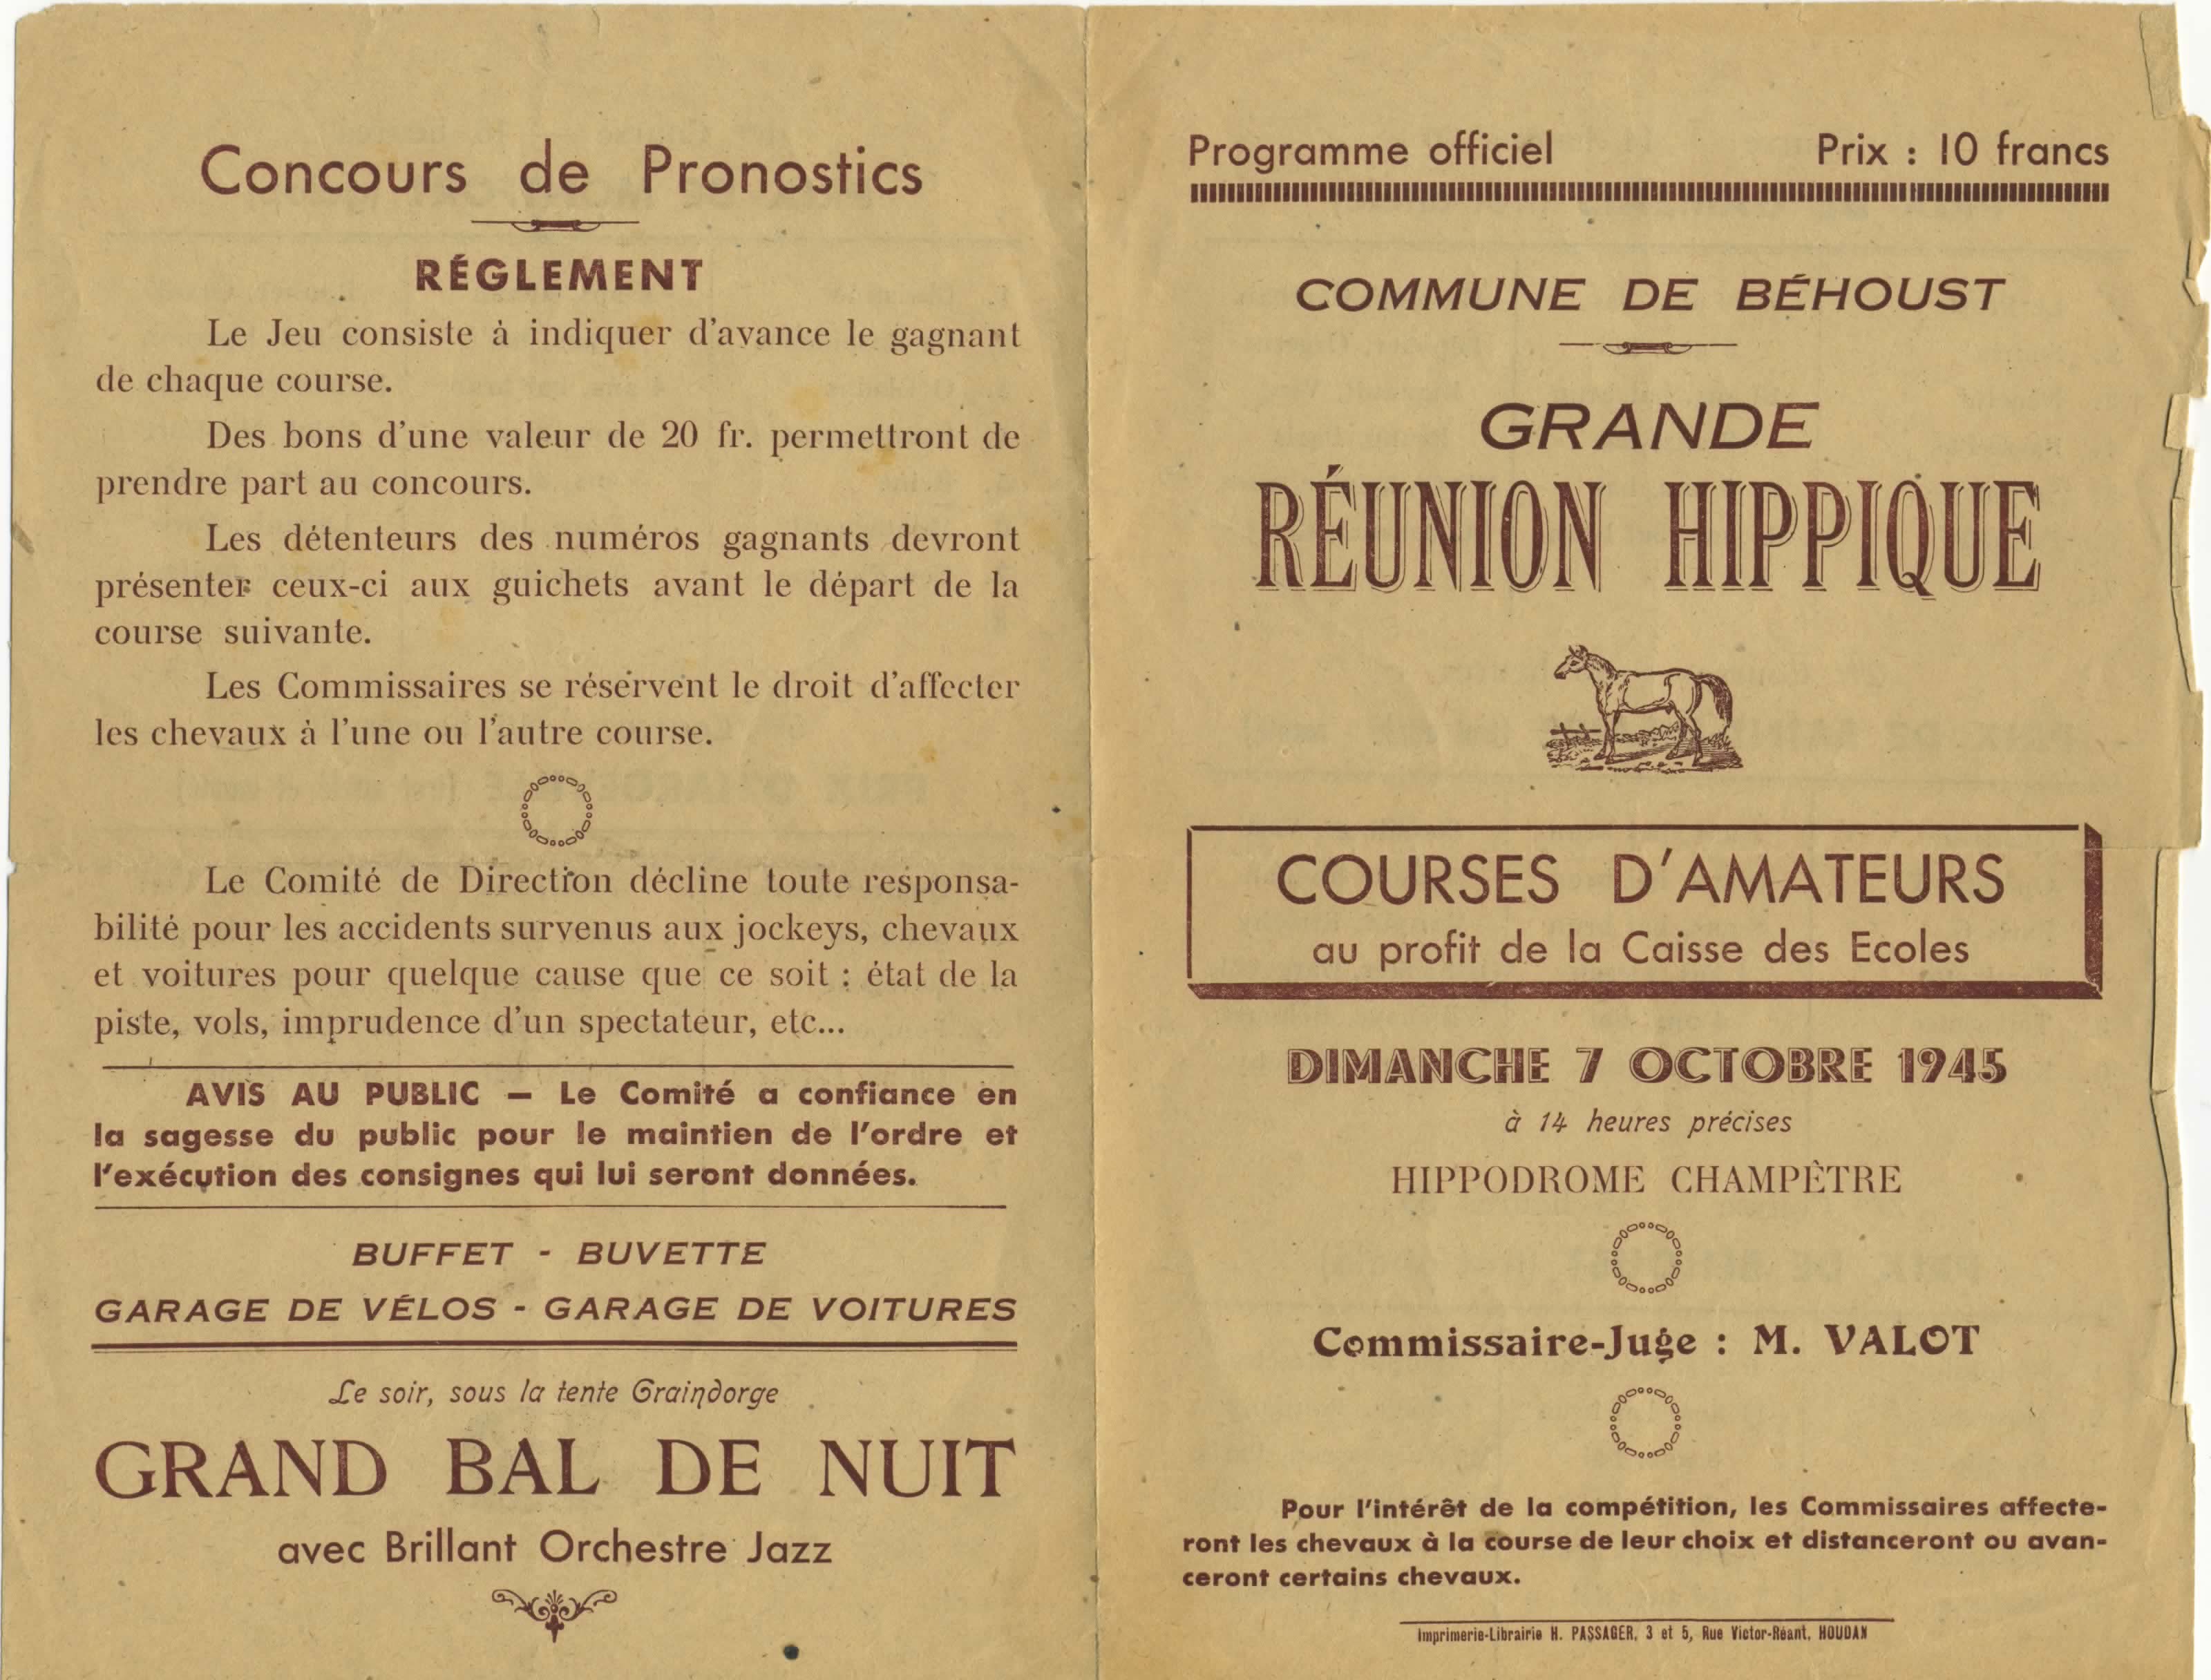 Concours de Pronostics
RÉGLEMENT
Le Jeu consiste à indiquer d'avance le gagnant
de chaque course.
Des bons d'une valeur de 20 fr. permettront de
prendre part au concours.
Les détenteurs des numéros gagnants devront
présenter ceux-ci aux guichets avant le départ de la
course suivante.
Les Commissaires se réservent le droit d'affecter
les chevaux à l'une ou l'autre course.
Le Comité de Direction décline toute responsa-
bilité pour les accidents survenus aux jockeys, chevaux
et voitures pour quelque cause que ce soit : état de la
piste, vols, imprudence d'un spectateur, etc...
AVIS AU PUBLIC — Le Comité a confiance en
la sagesse du public pour le maintien de l'ordre et
l'exécution des consignes qui lui seront données.
BUFFET - BUVETTE
GARAGE DE VÉLOS - GARAGE DE VOITURES
Le soir, sous la tente Graindorge
GRAND BAL DE NUIT
avec Brillant Orchestre Jazz
Programme officiel Prix : 10 francs
COMMUNE DE BÉHOUST
GRANDE
RÉUNION HIPPIQUE
COURSES D'AMATEURS
au profit de la Caisse des Ecoles
DIMANCHE 7 OCTOBRE 1945
à 14 heures précises
HIPPODROME CHAMPÊTRE
Commissaire-Juge : M. VALOT
Pour l'intérêt de la compétition, les Commissaires affecte-
ront les chevaux à la course de leur choix et distanceront ou avan-
ceront certains chevaux.
Imprimerie-Librairie H. PASSAGER, 3 et 5, Rue Victor-Réant, HOUDAN